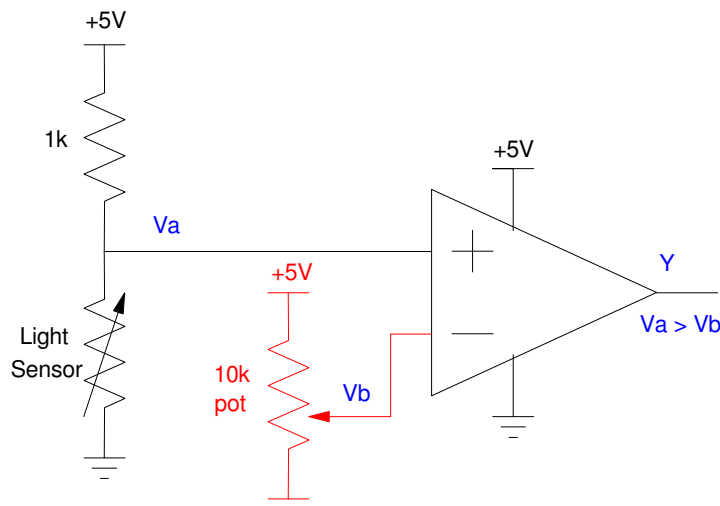 +5V
1k
Va
+5V
+5V
Y
Va > Vb
Light
Sensor
10k
pot
Vb